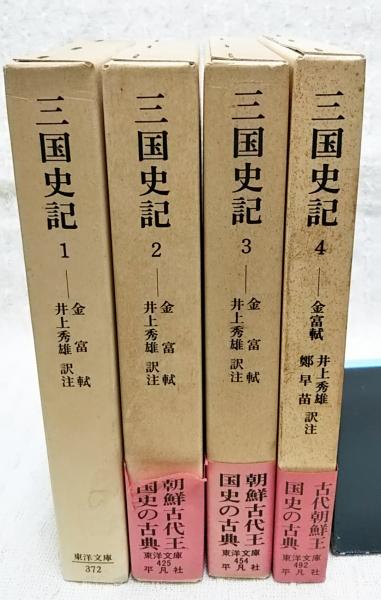 三国史記
1
金富軾
井上秀雄 訳注
東洋文庫
372
三国史記
2
金富軾
井上秀雄 訳注
朝鮮古代王
国史の古典
東洋文庫
425
平凡社
三国史記
3
金富軾
井上秀雄 訳注
朝鮮古代王
国史の古典
東洋文庫
454
平凡社
三国史記
4
金富軾
井上秀雄
鄭早苗 訳注
古代朝鮮王
国史の古典
東洋文庫
492
平凡社